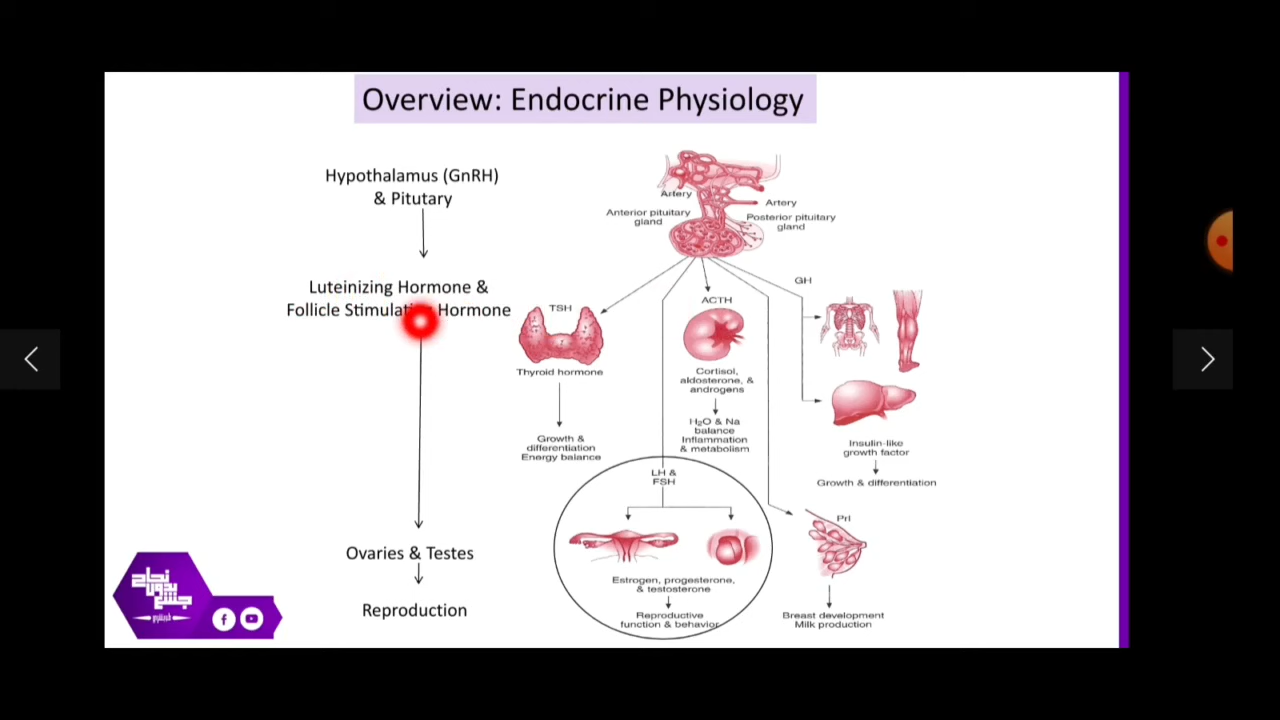 Overview: Endocrine Physiology
Hypothalamus (GnRH)
& Pitutary
Luteinizing Hormone &
Follicle Hormone
Ovaries & Testes
Reproduction
Artery
Artery
Anterior pituitary
gland
Posterior pituitary
gland
TSH
Thyroid hormone
Growth &
differentiation
Energy balance
ACTH
Cortisol,
aldosterone, &
androgens
H₂O & Na
balance
Inflammation
& metabolism
GH
Insulin-like
growth factor
Growth & differentiation
LH &
FSH
Estrogen, progesterone,
& testosterone
Reproductive
function & behavior
Prl
Breast development
Milk production